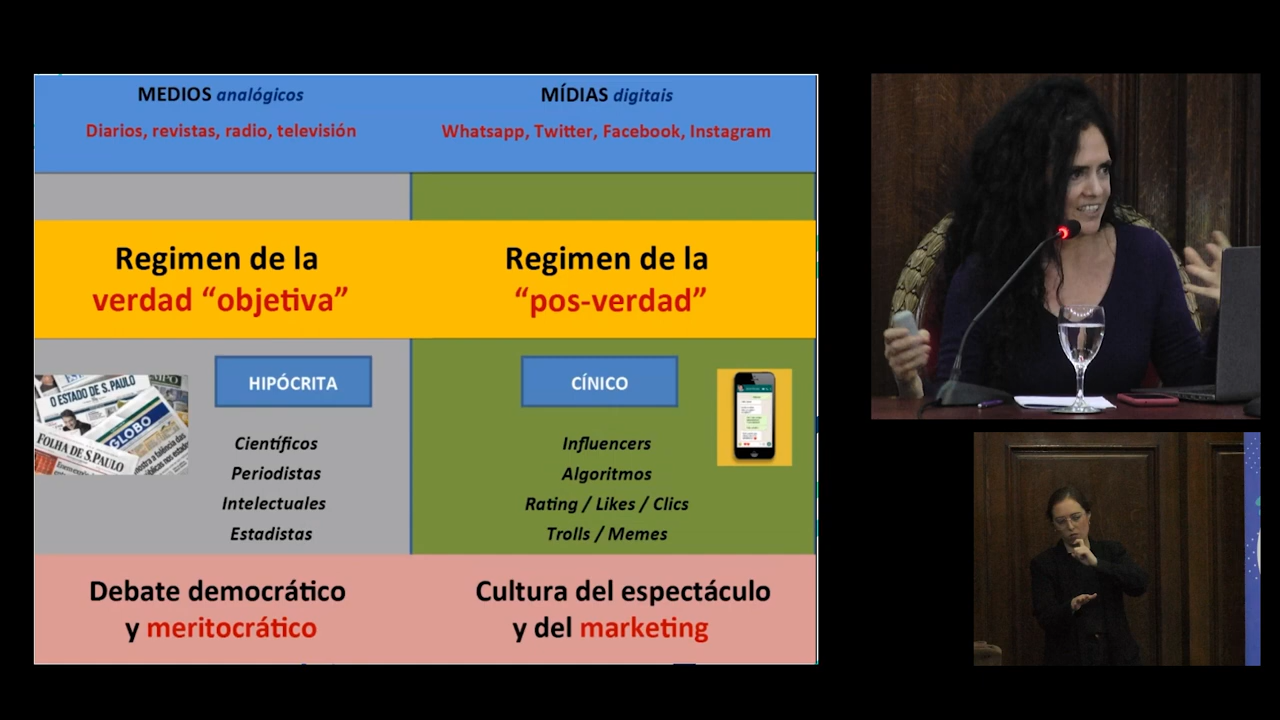 MEDIOS analógicos
Diarios, revistas, radio, televisión
MÍDIAS digitais
Whatsapp, Twitter, Facebook, Instagram
Regimen de la
verdad “objetiva”
Regimen de la
“pos-verdad”
HIPÓCRITA
O ESTADO DE S. PAULO
GLOBO
FOLHA DE S.PAULO
Científicos
Periodistas
Intelectuales
Estadistas
CÍNICO
Influencers
Algoritmos
Rating / Likes / Clics
Trolls / Memes
Debate democrático
y meritocrático
Cultura del espectáculo
y del marketing